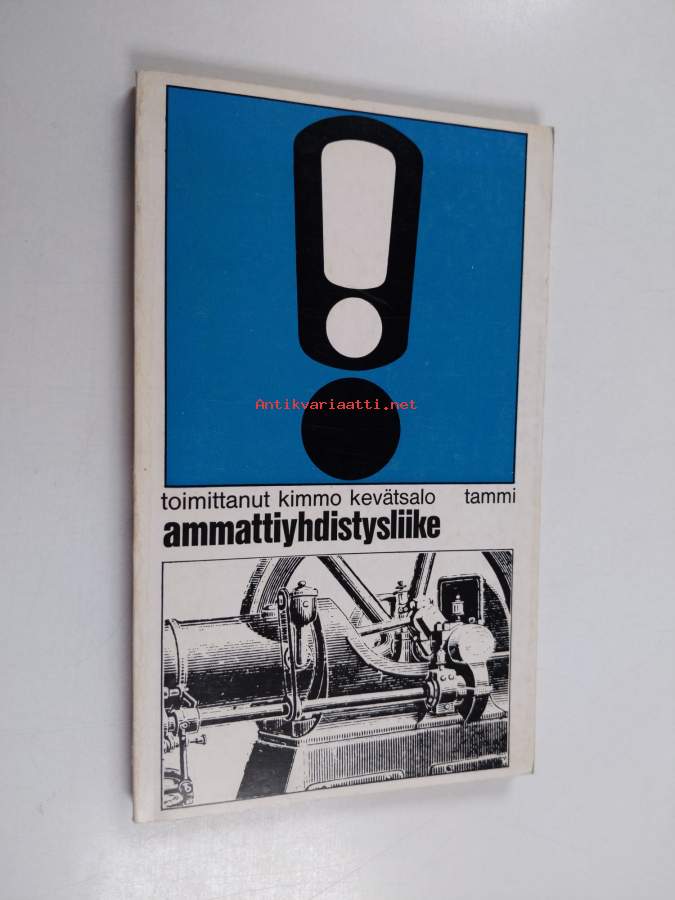 Antikvariaatti.net
toimittanut kimmo kevätsalo tammi
ammattiyhdistysliike